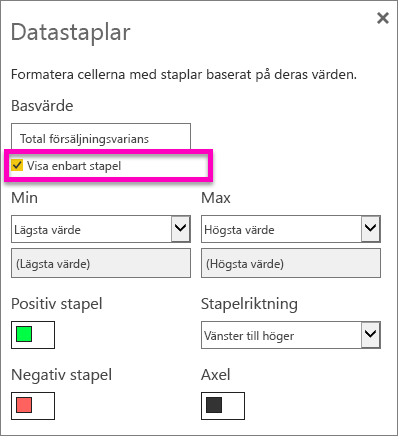 Datastaplar
Formatera cellerna med staplar baserat på deras värden.
Basvärde
Total försäljningsvarians
Visa enbart stapel
Min Max
Lägsta värde Högsta värde
(Lägsta värde) (Högsta värde)
Positiv stapel Stapelriktning
Vänster till höger
Negativ stapel Axel